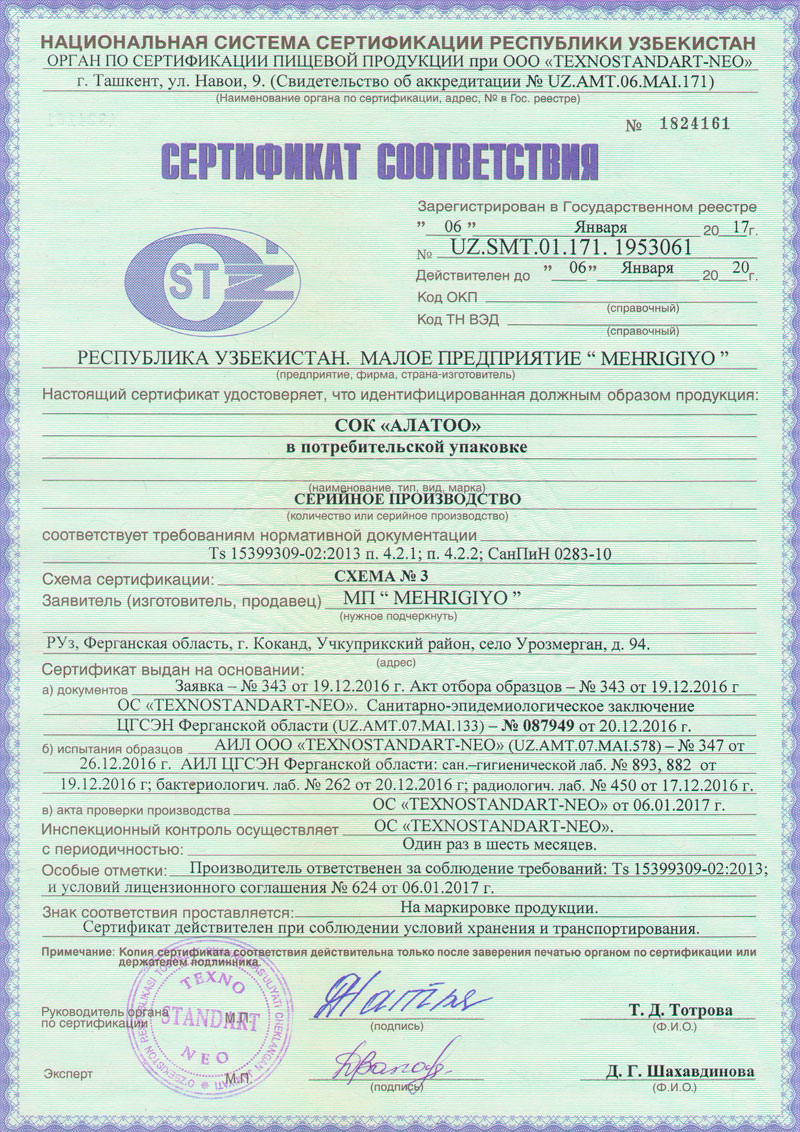 НАЦИОНАЛЬНАЯ СИСТЕМА СЕРТИФИКАЦИИ РЕСПУБЛИКИ УЗБЕКИСТАН
ОРГАН ПО СЕРТИФИКАЦИИ ПИЩЕВОЙ ПРОДУКЦИИ при ООО «TEXNOSTANDART-NEO»
г. Ташкент, ул. Навои, 9. (Свидетельство об аккредитации № UZ.AMT.06.MAI.171)
(Наименование органа по сертификации, адрес, № в Гос. реестре)
№ 1824161
СЕРТИФИКАТ СООТВЕТСТВИЯ
Зарегистрирован в Государственном реестре
" 06 " Января 20 17 г.
№ UZ.SMT.01.171. 1953061
Действителен до " 06 " Января 20 20 г.
Код ОКП
(справочный)
Код ТН ВЭД
(справочный)
ST
РЕСПУБЛИКА УЗБЕКИСТАН. МАЛОЕ ПРЕДПРИЯТИЕ “ MEHRIGIYO ”
(предприятие, фирма, страна-изготовитель)
Настоящий сертификат удостоверяет, что идентифицированная должным образом продукция:
СОК «АЛАТОО»
в потребительской упаковке
(наименование, тип, вид, марка)
СЕРИЙНОЕ ПРОИЗВОДСТВО
(количество или серийное производство)
соответствует требованиям нормативной документации
Ts 15399309-02:2013 п. 4.2.1; п. 4.2.2; СанПиН 0283-10
Схема сертификации: СХЕМА № 3
Заявитель (изготовитель, продавец) МП “ MEHRIGIYO ”
(нужное подчеркнуть)
РУз, Ферганская область, г. Коканд, Учкуприкский район, село Урозмерган, д. 94.
(адрес)
Сертификат выдан на основании:
а) документов Заявка – № 343 от 19.12.2016 г. Акт отбора образцов – № 343 от 19.12.2016 г
ОС «TEXNOSTANDART-NEO». Санитарно-эпидемиологическое заключение
ЦГСЭН Ферганской области (UZ.AMT.07.MAI.133) – № 087949 от 20.12.2016 г.
б) испытания образцов АИЛ ООО «TEXNOSTANDART-NEO» (UZ.AMT.07.MAI.578) – № 347 от
26.12.2016 г. АИЛ ЦГСЭН Ферганской области: сан.–гигиенической лаб. № 893, 882 от
19.12.2016 г; бактериологич. лаб. № 262 от 20.12.2016 г; радиологич. лаб. № 450 от 17.12.2016 г.
в) акта проверки производства ОС «TEXNOSTANDART-NEO» от 06.01.2017 г.
Инспекционный контроль осуществляет ОС «TEXNOSTANDART-NEO».
с периодичностью: Один раз в шесть месяцев.
Особые отметки: Производитель ответственен за соблюдение требований: Ts 15399309-02:2013;
и условий лицензионного соглашения № 624 от 06.01.2017 г.
Знак соответствия проставляется: На маркировке продукции.
Сертификат действителен при соблюдении условий хранения и транспортирования.
Примечание: Копия сертификата соответствия действительна только после заверения печатью органом по сертификации или
держателем подлинника.
Руководитель органа
по сертификации
М.П.
(подпись)
Т. Д. Тотрова
(Ф.И.О.)
TEXNO
STANDART
NEO
Эксперт
М.П.
(подпись)
Д. Г. Шахавдинова
(Ф.И.О.)